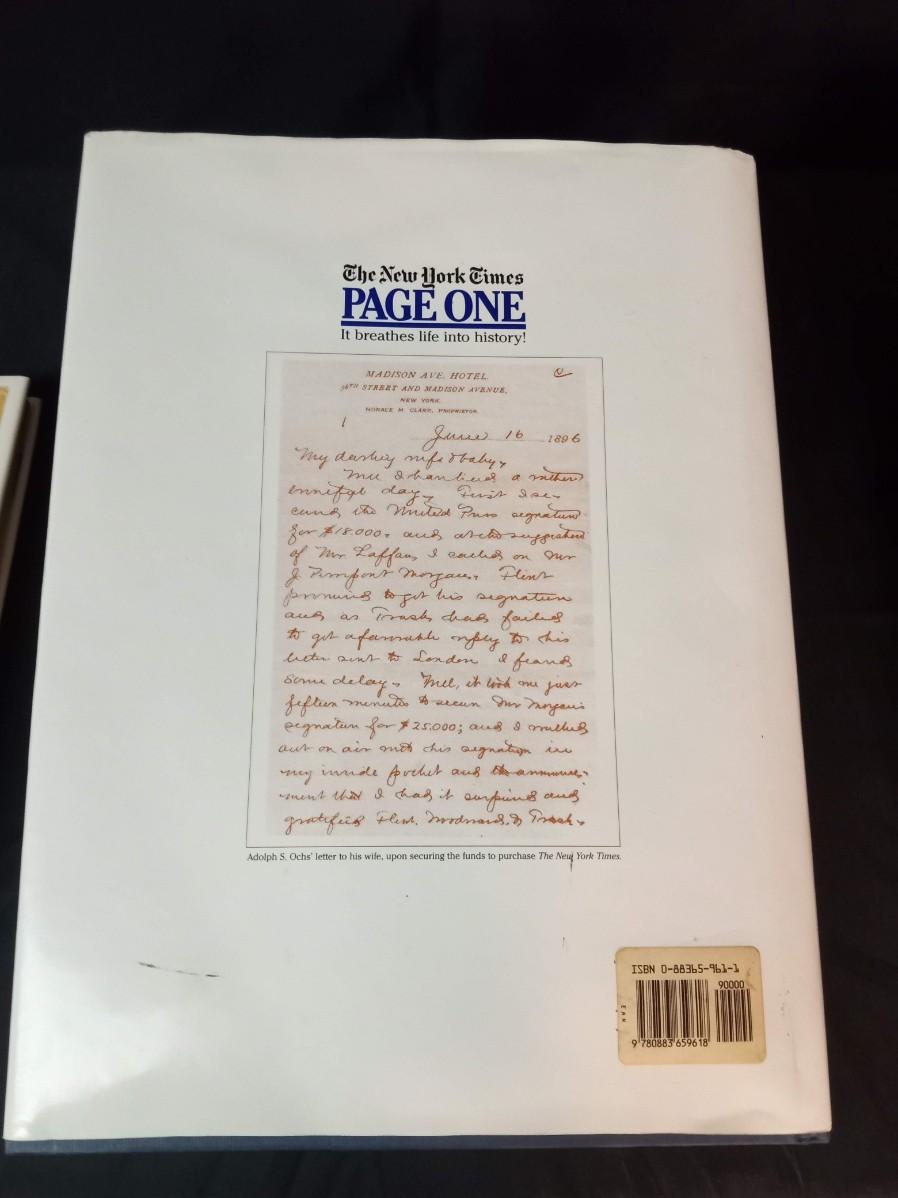 The New York Times
PAGE ONE
It breathes life into history!
MADISON AVE. HOTEL.
STREET AND MADISON AVENUE,
NEW YORK.
HORACE M. CLARK, PROPRIETOR.
June 16 1896
My darling wife & baby,
Well I have had a rather
eventful day, First I se-
cured the United Press signature
for $18.000. and at the suggestion
of Mr. Laffan, I called on Mr
J Pierpont Morgan. Flint
promised to get his signature
and as Trask had failed
to get a favorable reply to his
letter sent to London I feared
some delay. Well, it took me just
fifteen minutes to secure Mr Morgan's
signature for $25.000; and I walked
out on air with his signature in
my inside pocket and the announce-
ment that I had it surprised and
gratified Flint, Woodward, & Trask.
Adolph S. Ochs' letter to his wife, upon securing the funds to purchase The New York Times.
ISBN 0-88365-961-1
90000
EAN
9 780883 659618